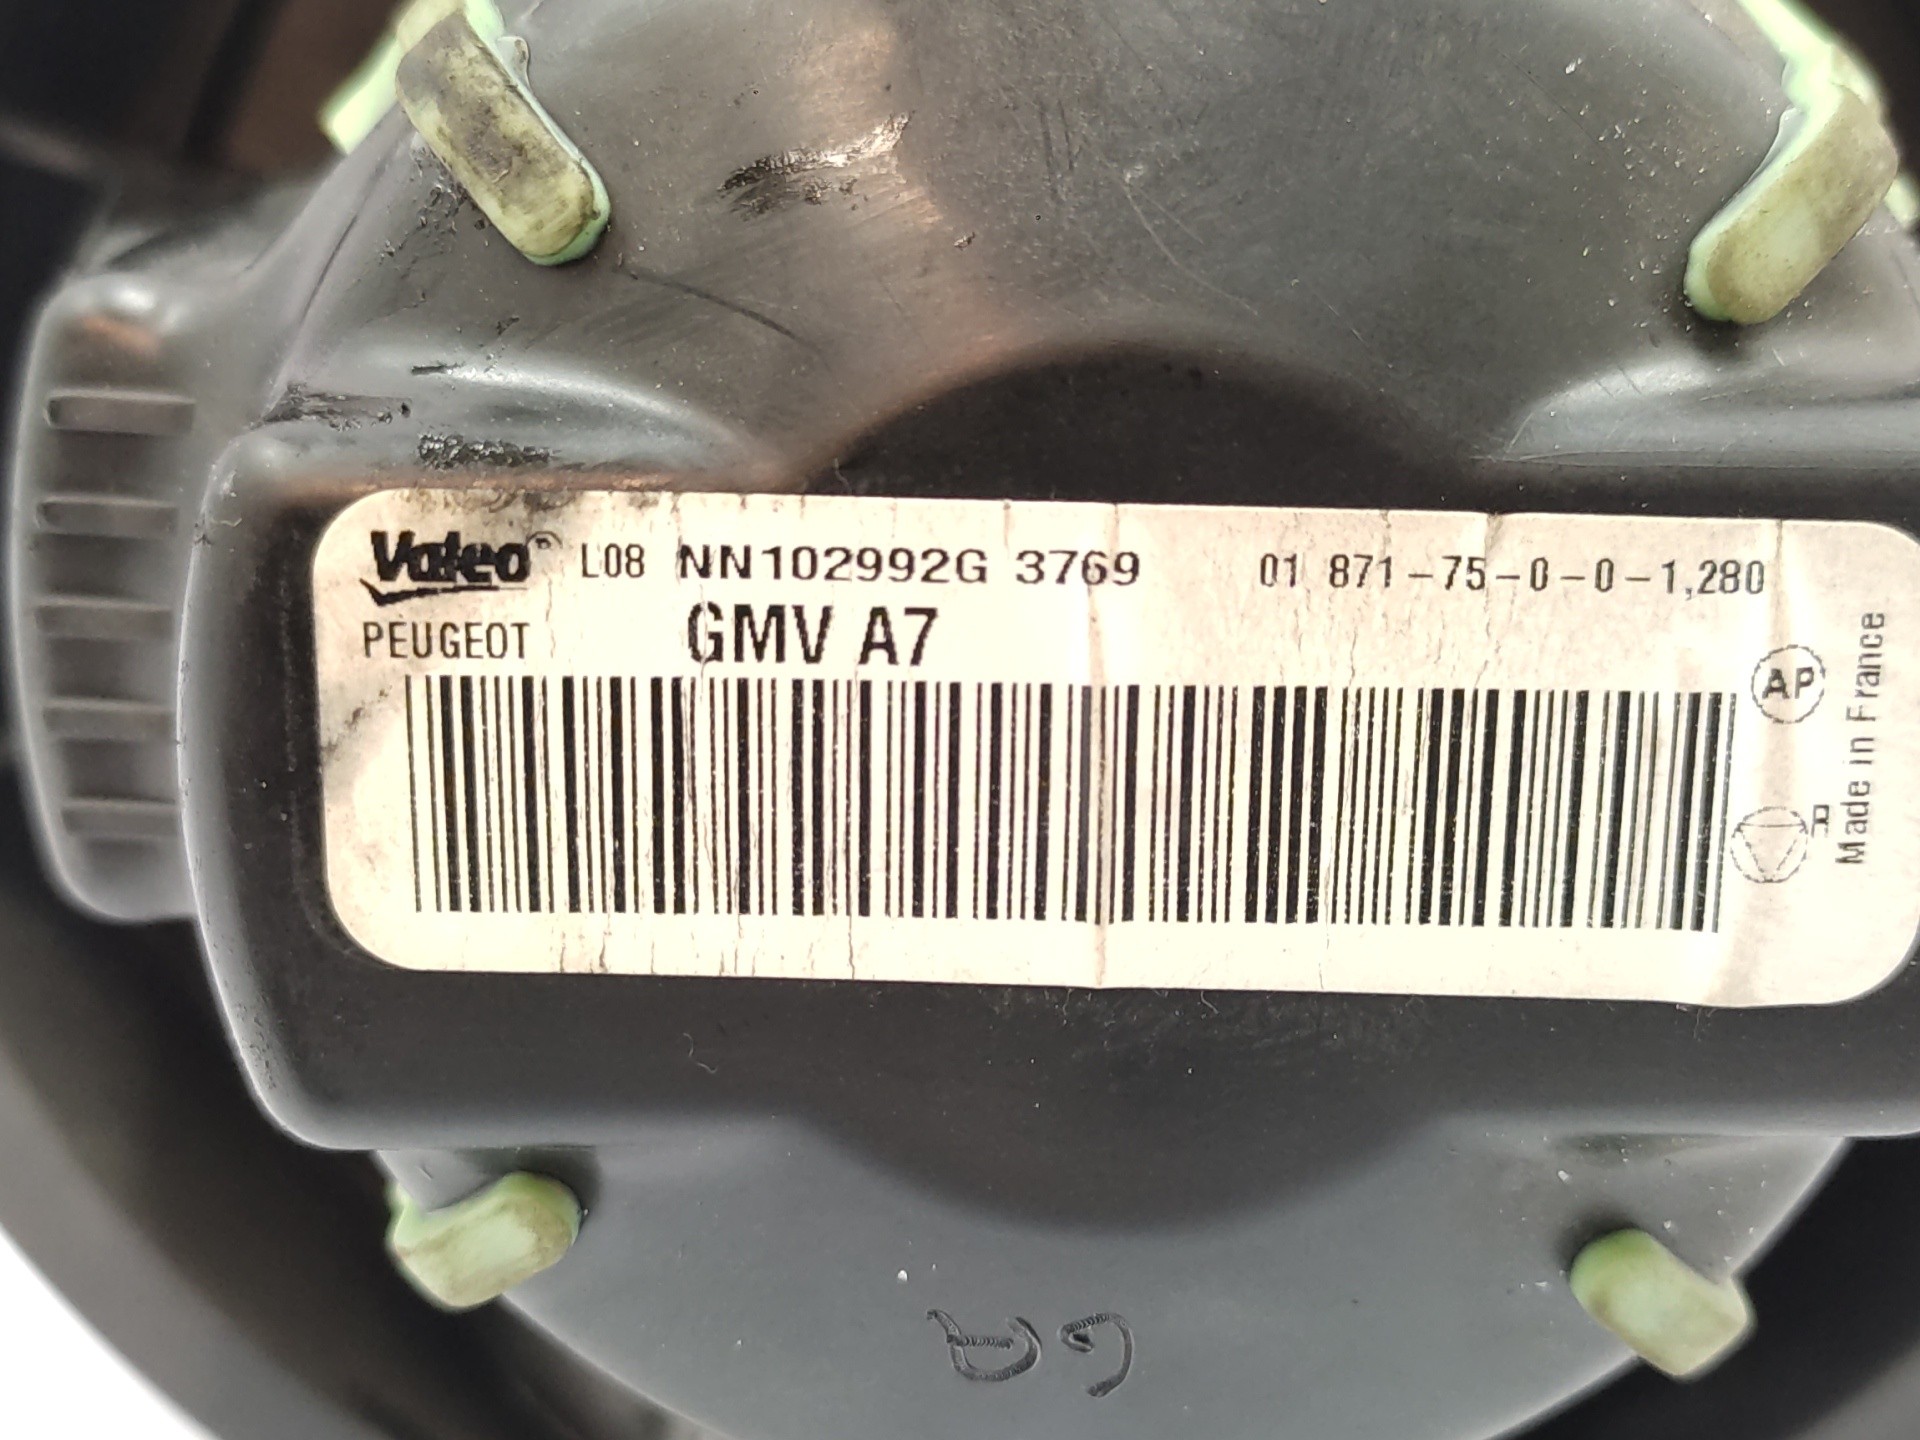 Valeo® L08 NN102992G 3769 01 871-75-0-0-1,280
PEUGEOT GMV A7
AP
R
Made in France